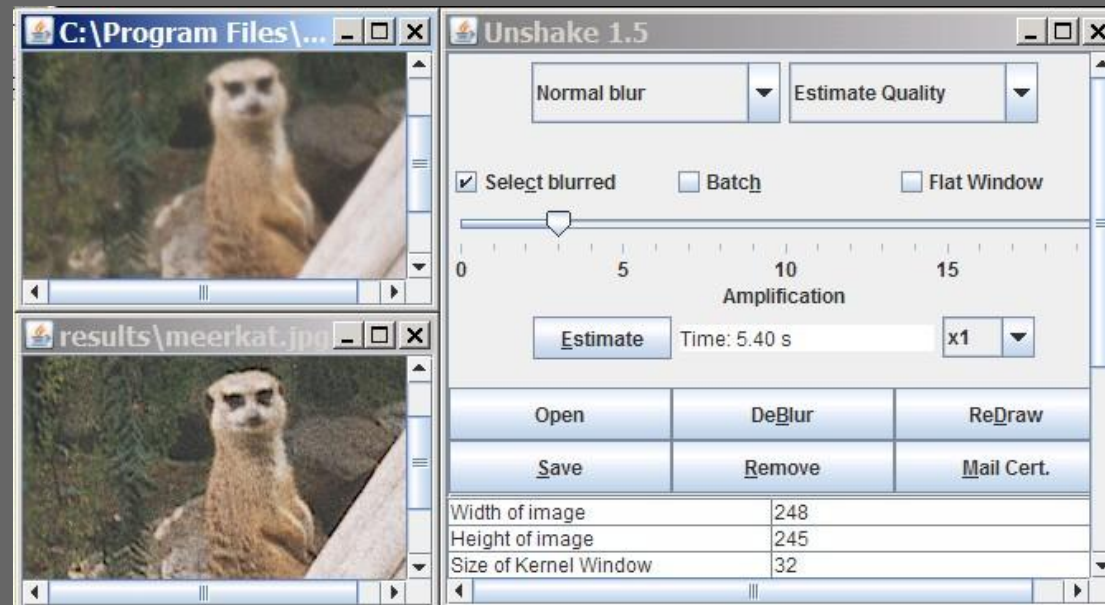 C:\Program Files\...
Unshake 1.5
Normal blur
Estimate Quality
Select blurred
Batch
Flat Window
0 5 10 15
Amplification
Estimate Time: 5.40 s x1
Open DeBlur ReDraw
Save Remove Mail Cert.
Width of image 248
Height of image 245
Size of Kernel Window 32
results\meerkat.jpg